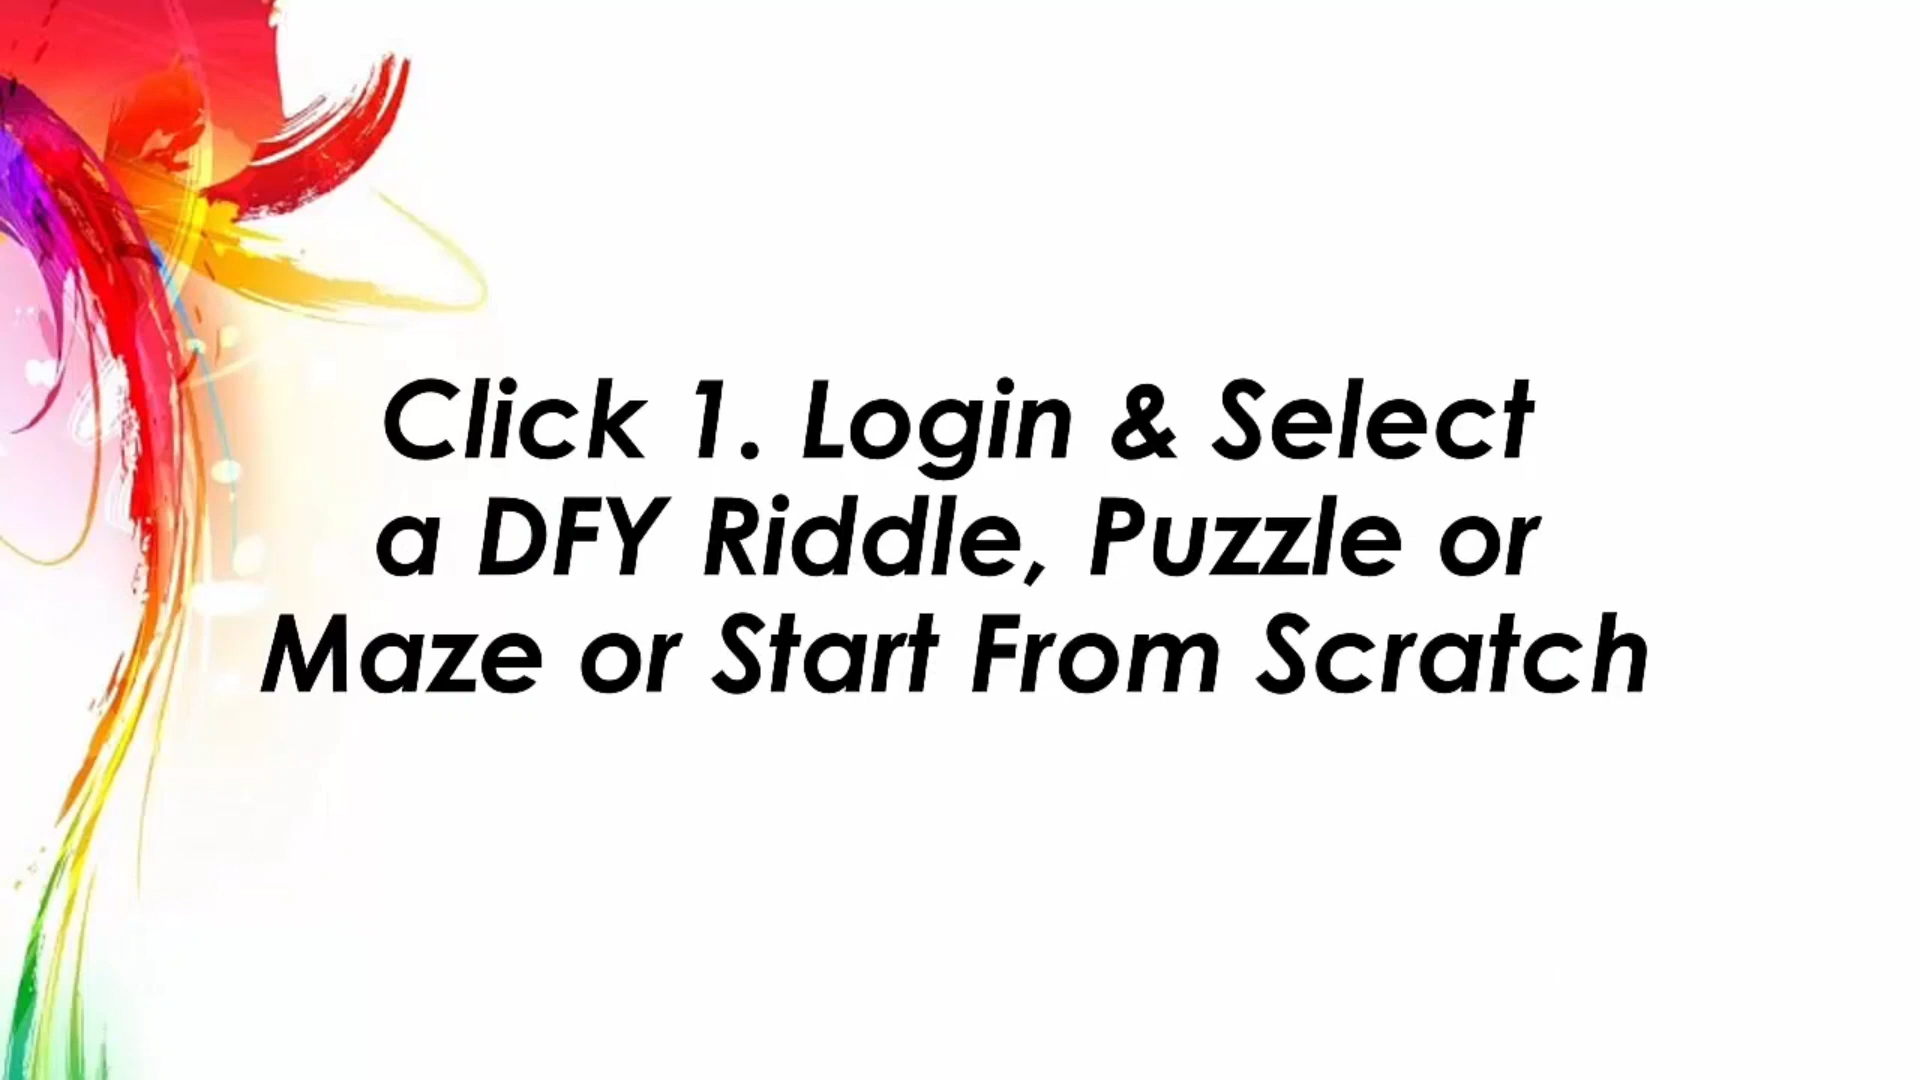 Click 1. Login & Select
a DFY Riddle, Puzzle or
Maze or Start From Scratch